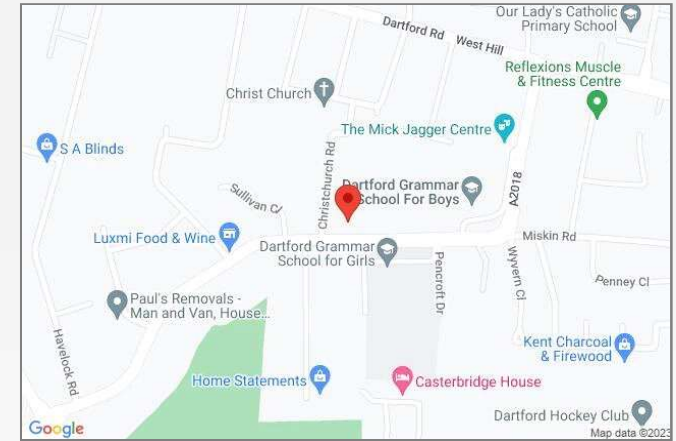 Our Lady's Catholic
Primary School
Dartford Rd
West Hill
Reflexions Muscle
& Fitness Centre
Christ Church
The Mick Jagger Centre
S A Blinds
Christchurch Rd
Dartford Grammar
School For Boys
A2018
Sullivan Cl
Luxmi Food & Wine
Dartford Grammar
School for Girls
Miskin Rd
Pencroft Dr
Wyvern Cl
Penney Cl
Paul's Removals -
Man and Van, House...
Havelock Rd
Kent Charcoal
& Firewood
Home Statements
Casterbridge House
Dartford Hockey Club
Google
Map data ©2023